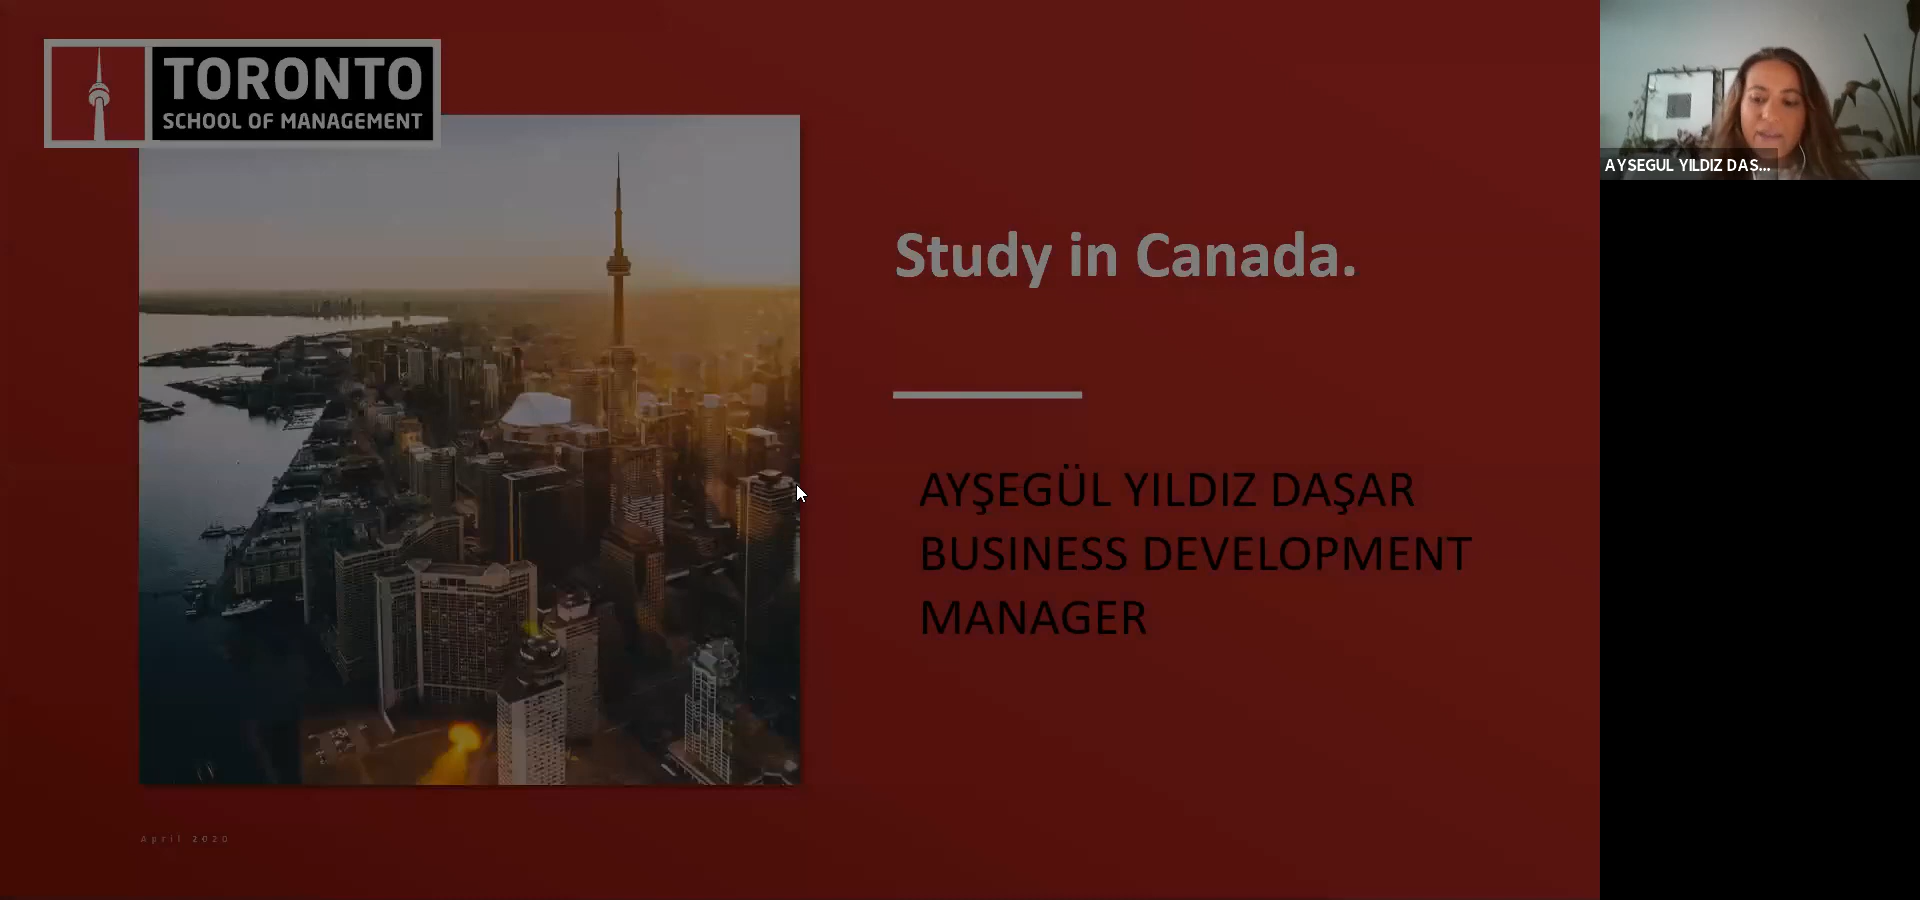 TORONTO
SCHOOL OF MANAGEMENT
Study in Canada.
AYŞEGÜL YILDIZ DAŞAR
BUSINESS DEVELOPMENT
MANAGER
April 2020
AYSEGUL YILDIZ DAS...